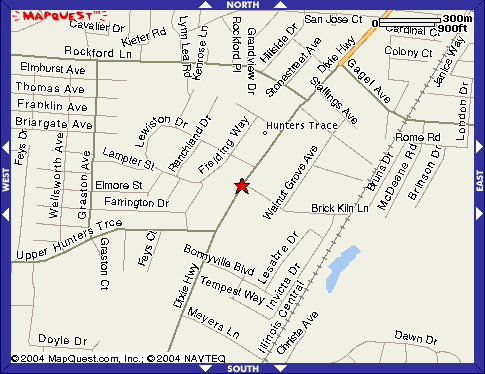 NORTH
MAPQUEST
TM
0
300m
900ft
Cavalier Dr
Kiefer Rd
Lynn Lea Rd
Kenrose Ln
Rockford Pl
Grandview Dr
Hillside Dr
San Jose Ct
Cardinal Ct
Rockford Ln
Stonestreet Ave
Dixie Hwy
Colony Ct
Janice Way
Elmhurst Ave
Gagel Ave
Thomas Ave
Stallings Ave
Franklin Ave
Briargate Ave
Lewiston Dr
Renchland Dr
Fielding Way
Hunters Trace
London Dr
Rome Rd
Feys Dr
Wellsworth Ave
Graston Ave
Lampter St
Walnut Grove Ave
Bruns Dr
McDeane Rd
Brinson Dr
WEST
EAST
Elmore St
Farrington Dr
Brick Kiln Ln
Upper Hunters Trce
Graston Ct
Feys Ct
Bonnyville Blvd
Lesabre Dr
Dixie Hwy
Tempest Way
Invicta Dr
Illinois Central
Meyers Ln
Christe Ave
Doyle Dr
Dawn Dr
©2004 MapQuest.com, Inc.; ©2004 NAVTEQ
SOUTH